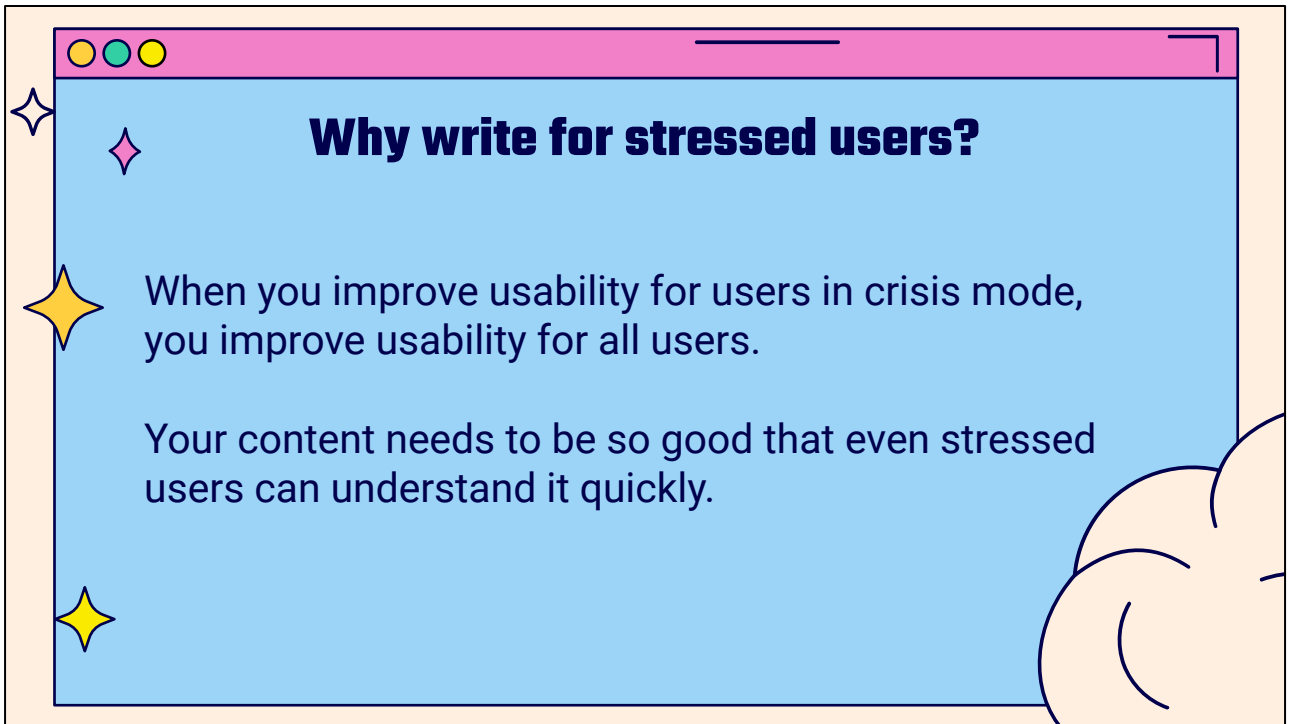 Why write for stressed users?
When you improve usability for users in crisis mode,
you improve usability for all users.
Your content needs to be so good that even stressed
users can understand it quickly.